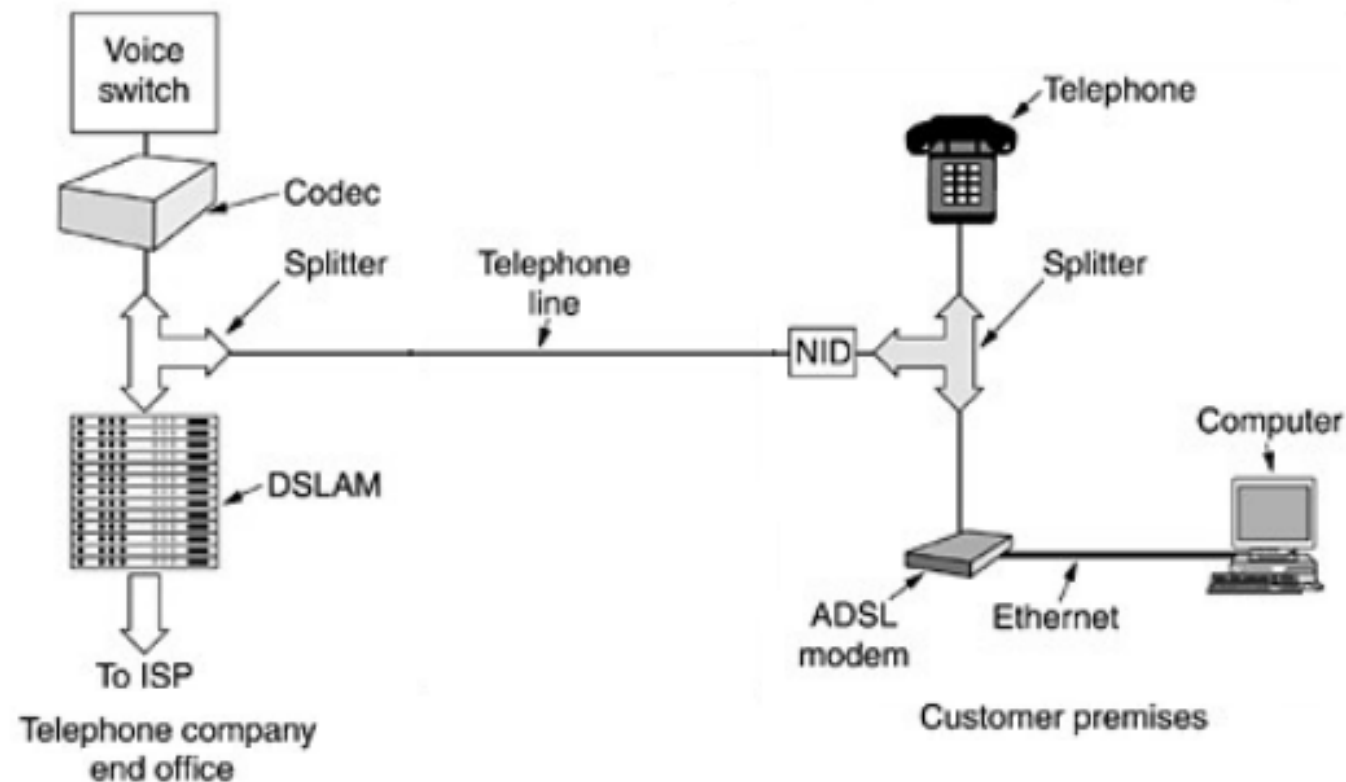 Voice
switch
Codec
Splitter
Telephone
line
DSLAM
To ISP
Telephone company
end office
Telephone
Splitter
NID
Computer
ADSL
modem
Ethernet
Customer premises